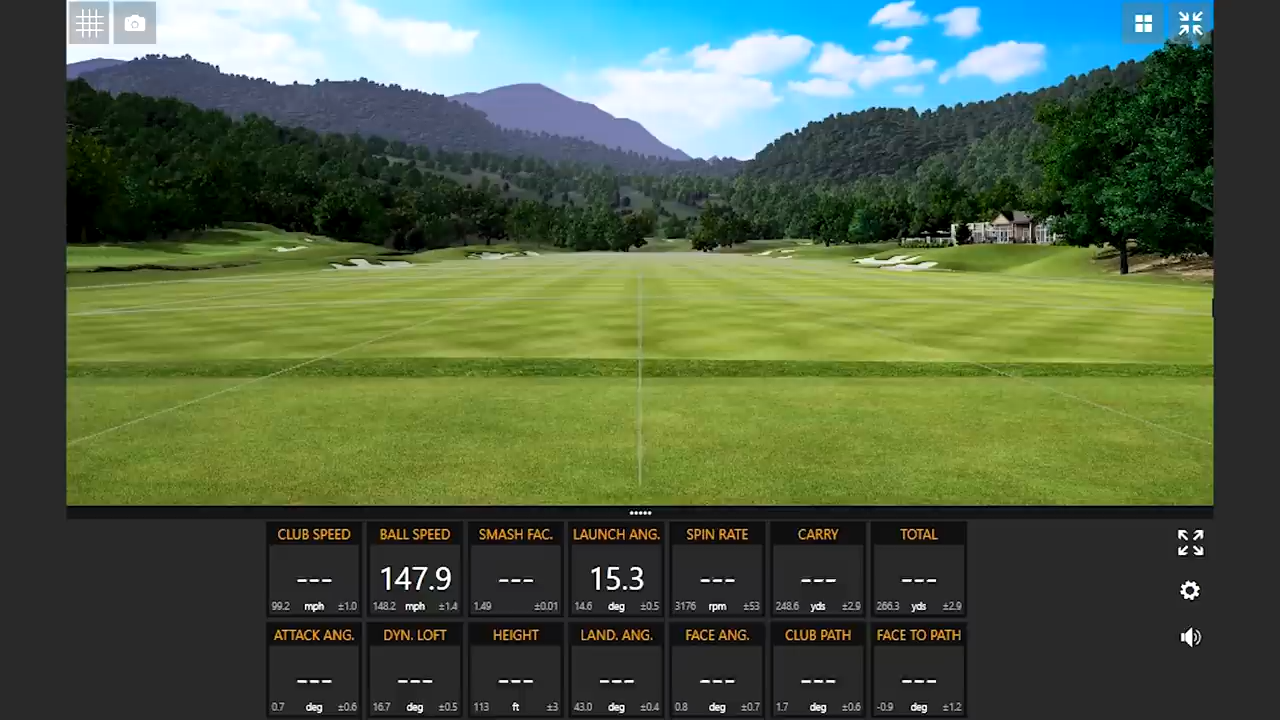 CLUB SPEED BALL SPEED SMASH FAC. LAUNCH ANG. SPIN RATE CARRY TOTAL
--- 147.9 --- 15.3 --- --- ---
99.2 mph ±1.0 148.2 mph ±1.4 1.49 ±0.01 14.6 deg ±0.5 3176 rpm ±53 248.6 yds ±2.9 266.3 yds ±2.9
ATTACK ANG. DYN. LOFT HEIGHT LAND. ANG. FACE ANG. CLUB PATH FACE TO PATH
--- --- --- --- --- --- ---
0.7 deg ±0.6 16.7 deg ±0.5 113 ft ±3 43.0 deg ±0.4 0.8 deg ±0.7 1.7 deg ±0.6 -0.9 deg ±1.2